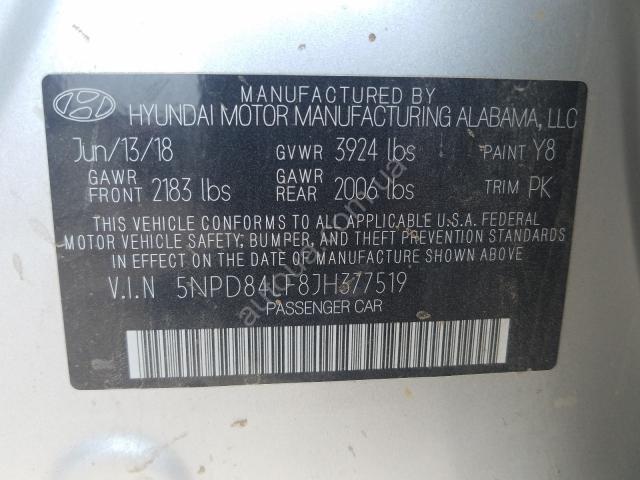 MANUFACTURED BY
HYUNDAI MOTOR MANUFACTURING ALABAMA, LLC
Jun/13/18 GVWR 3924 lbs PAINT Y8
GAWR FRONT 2183 lbs GAWR REAR 2006 lbs TRIM PK
THIS VEHICLE CONFORMS TO ALL APPLICABLE U.S.A. FEDERAL
MOTOR VEHICLE SAFETY, BUMPER, AND THEFT PREVENTION STANDARDS
IN EFFECT ON THE DATE OF MANUFACTURE SHOWN ABOVE.
V.I.N 5NPD84LF8JH377519
PASSENGER CAR